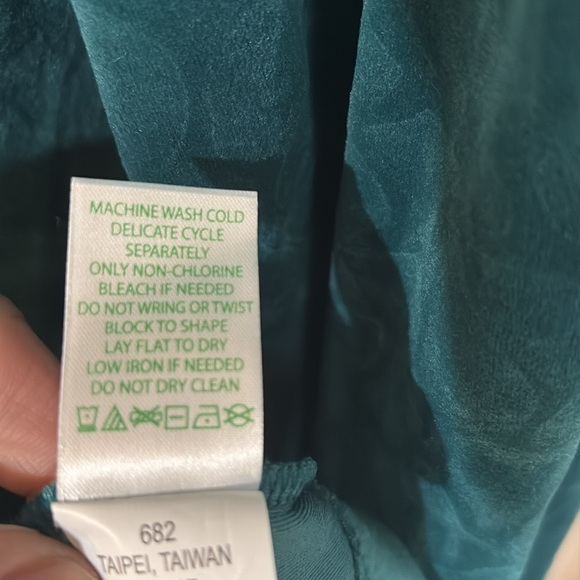 MACHINE WASH COLD
DELICATE CYCLE
SEPARATELY
ONLY NON-CHLORINE
BLEACH IF NEEDED
DO NOT WRING OR TWIST
BLOCK TO SHAPE
LAY FLAT TO DRY
LOW IRON IF NEEDED
DO NOT DRY CLEAN
682
TAIPEI, TAIWAN